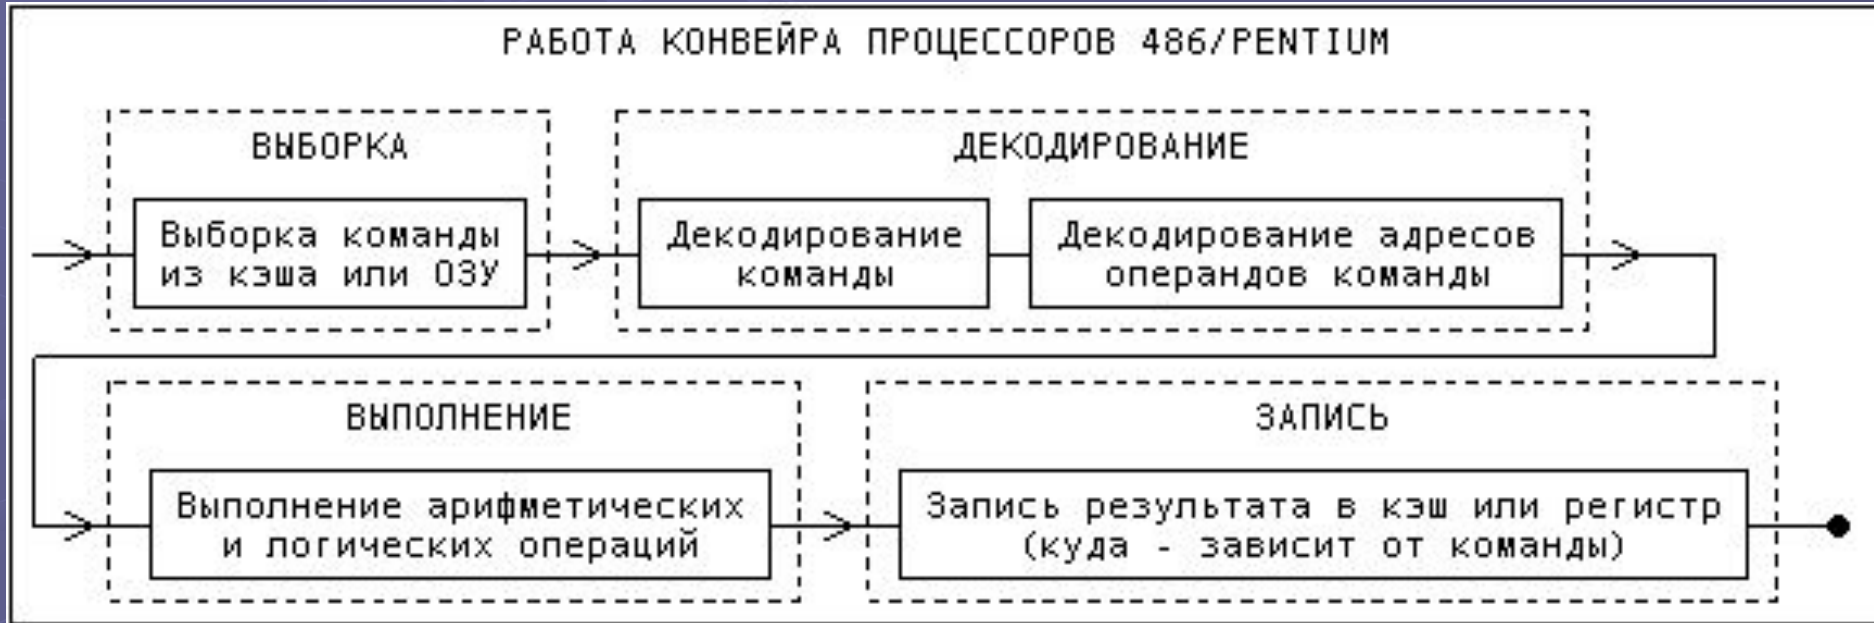 РАБОТА КОНВЕЙРА ПРОЦЕССОРОВ 486/PENTIUM
ВЫБОРКА
Выборка команды
из кэша или ОЗУ
ДЕКОДИРОВАНИЕ
Декодирование
команды
Декодирование адресов
операндов команды
ВЫПОЛНЕНИЕ
Выполнение арифметических
и логических операций
ЗАПИСЬ
Запись результата в кэш или регистр
(куда - зависит от команды)